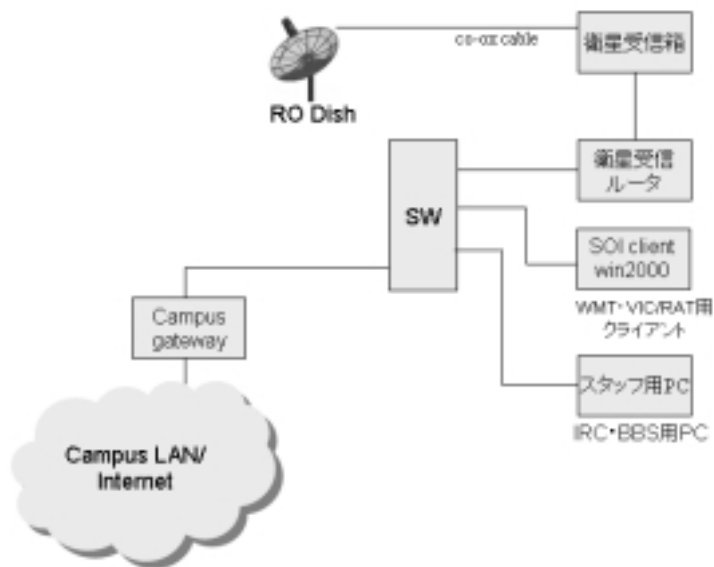 co-ox cable
衛星受信箱
RO Dish
衛星受信
ルータ
SW
SOI client
win2000
WMT・VIC/RAT用
クライアント
Campus
gateway
スタッフ用PC
IRC・BBS用PC
Campus LAN/
Internet